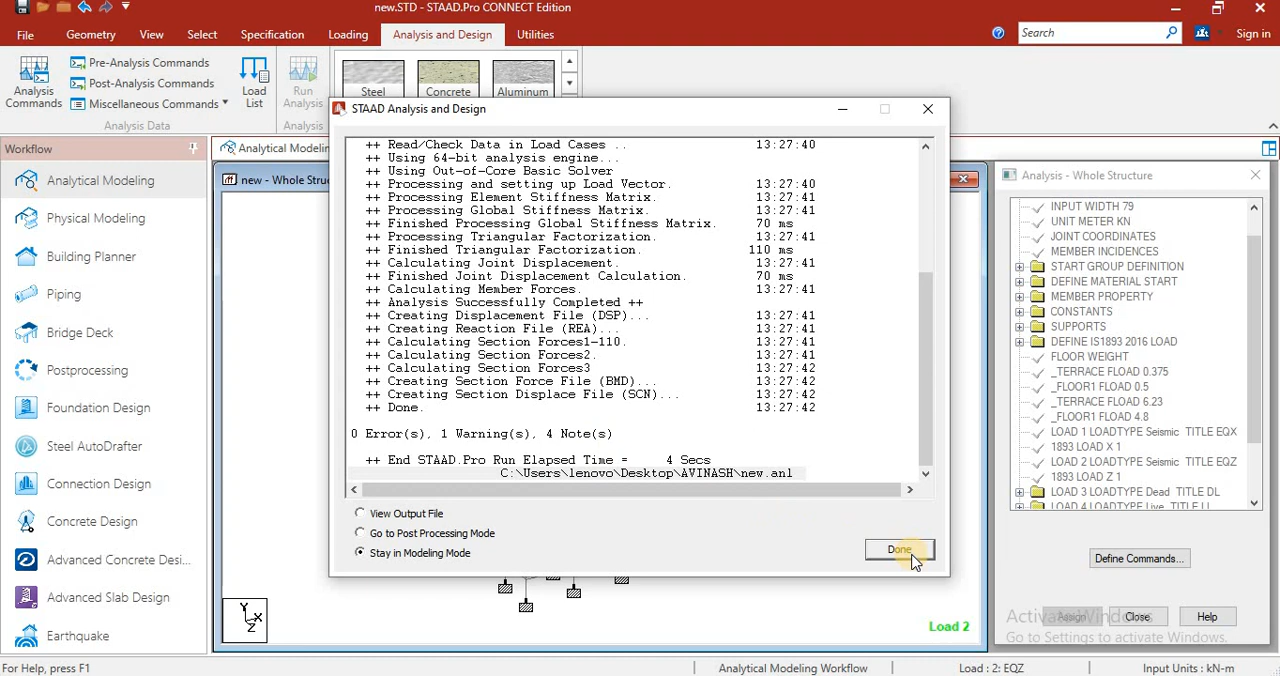 new.STD - STAAD.Pro CONNECT Edition
File Geometry View Select Specification Loading Analysis and Design Utilities
Search
Sign in
Analysis Commands
Pre-Analysis Commands
Post-Analysis Commands
Miscellaneous Commands
Load List
Run Analysis
Steel Concrete Aluminum
Analysis Data
Analysis
Workflow
Analytical Modeling
Physical Modeling
Building Planner
Piping
Bridge Deck
Postprocessing
Foundation Design
Steel AutoDrafter
Connection Design
Concrete Design
Advanced Concrete Desi...
Advanced Slab Design
Earthquake
Analytical Modelin
new - Whole Stru
STAAD Analysis and Design
++ Read/Check Data in Load Cases .. 13:27:40
++ Using 64-bit analysis engine...
++ Using Out-of-Core Basic Solver
++ Processing and setting up Load Vector. 13:27:40
++ Processing Element Stiffness Matrix. 13:27:41
++ Processing Global Stiffness Matrix. 13:27:41
++ Finished Processing Global Stiffness Matrix. 70 ms
++ Processing Triangular Factorization. 13:27:41
++ Finished Triangular Factorization. 110 ms
++ Calculating Joint Displacement. 13:27:41
++ Finished Joint Displacement Calculation. 70 ms
++ Calculating Member Forces. 13:27:41
++ Analysis Successfully Completed ++
++ Creating Displacement File (DSP)... 13:27:41
++ Creating Reaction File (REA)... 13:27:41
++ Calculating Section Forces1-110. 13:27:41
++ Calculating Section Forces2. 13:27:41
++ Calculating Section Forces3 13:27:42
++ Creating Section Force File (BMD)... 13:27:42
++ Creating Section Displace File (SCN)... 13:27:42
++ Done. 13:27:42
0 Error(s), 1 Warning(s), 4 Note(s)
++ End STAAD.Pro Run Elapsed Time = 4 Secs
C:\Users\lenovo\Desktop\AVINASH\new.anl
View Output File
Go to Post Processing Mode
Stay in Modeling Mode
Done
Y
X
Z
Load 2
Analysis - Whole Structure
INPUT WIDTH 79
UNIT METER KN
JOINT COORDINATES
MEMBER INCIDENCES
START GROUP DEFINITION
DEFINE MATERIAL START
MEMBER PROPERTY
CONSTANTS
SUPPORTS
DEFINE IS1893 2016 LOAD
FLOOR WEIGHT
_TERRACE FLOAD 0.375
_FLOOR1 FLOAD 0.5
_TERRACE FLOAD 6.23
_FLOOR1 FLOAD 4.8
LOAD 1 LOADTYPE Seismic TITLE EQX
1893 LOAD X 1
LOAD 2 LOADTYPE Seismic TITLE EQZ
1893 LOAD Z 1
LOAD 3 LOADTYPE Dead TITLE DL
LOAD 4 LOADTYPE Live TITLE LL
Define Commands...
Assign Close Help
Activate Windows
Go to Settings to activate Windows.
For Help, press F1
Analytical Modeling Workflow
Load : 2: EQZ
Input Units : kN-m